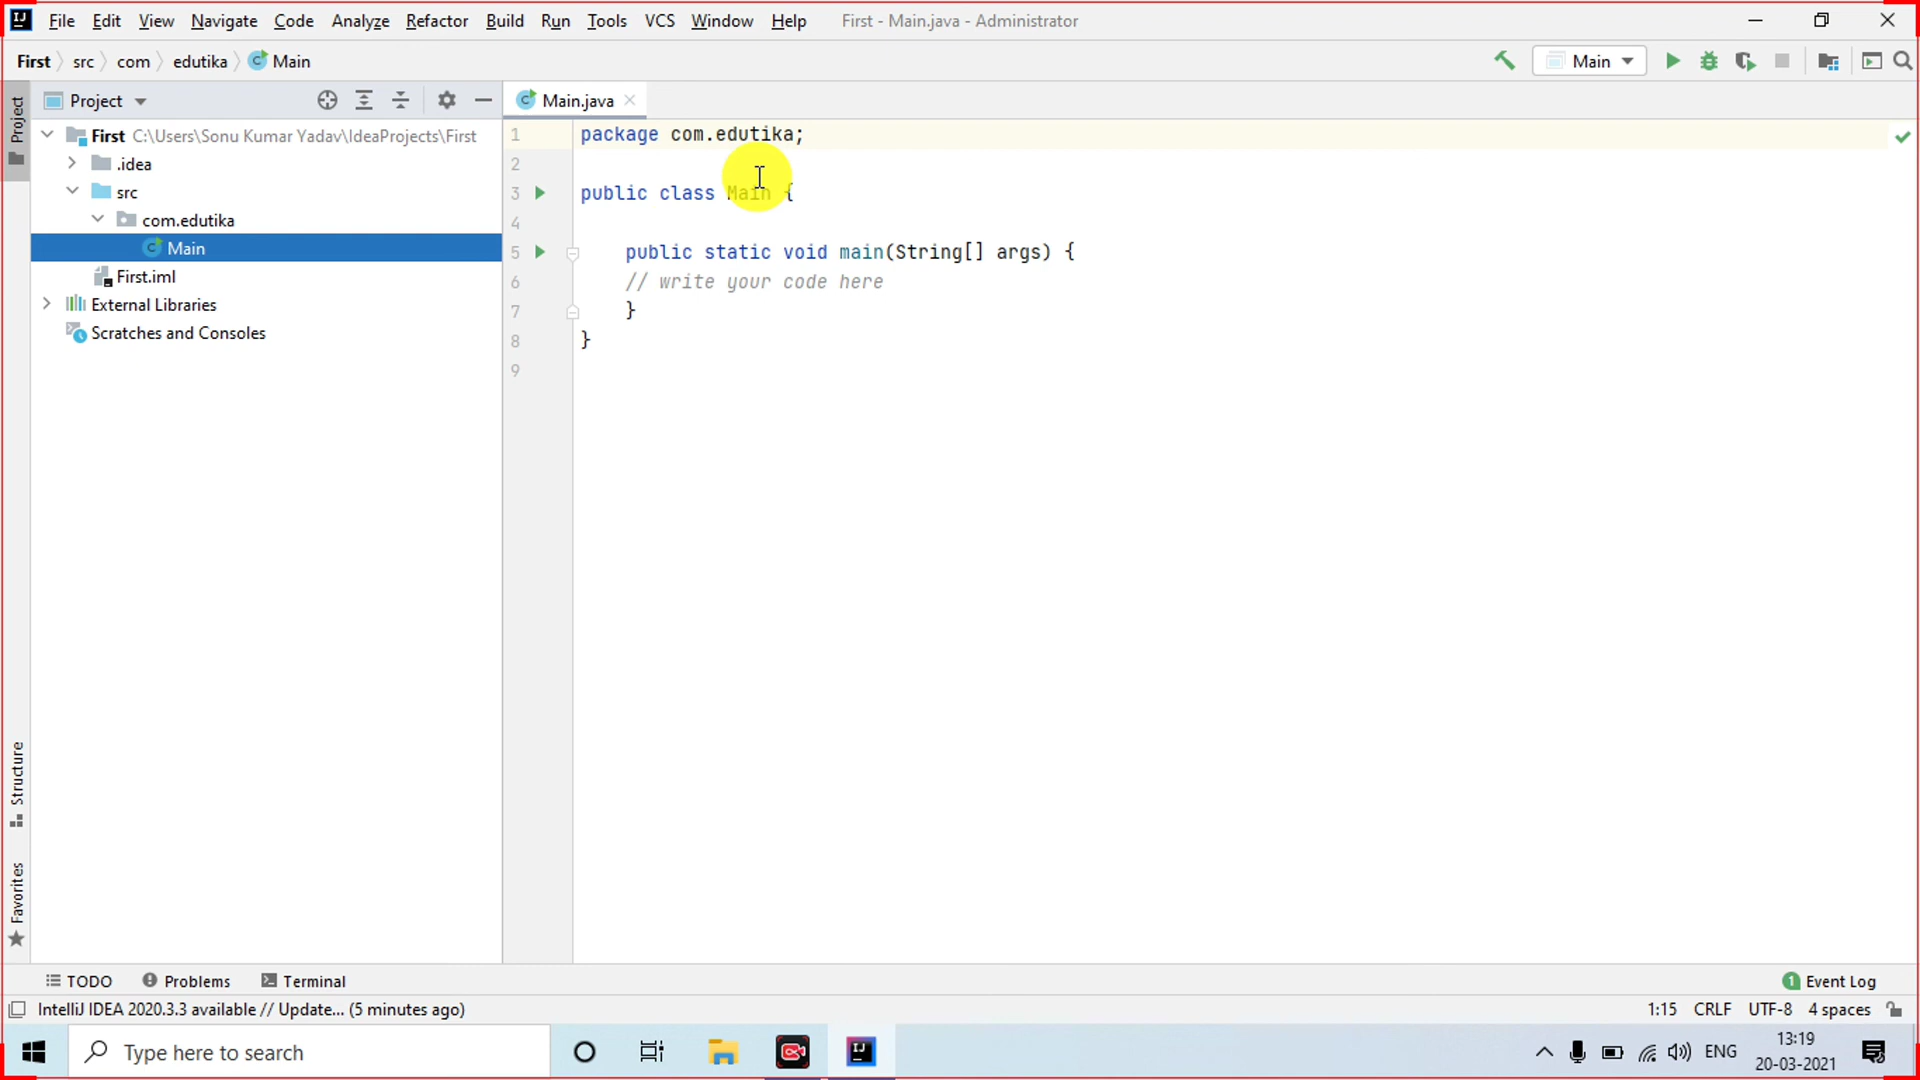 File Edit View Navigate Code Analyze Refactor Build Run Tools VCS Window Help First - Main.java - Administrator
First src com edutika Main
Main
Project
Main.java
Project
First C:\Users\Sonu Kumar Yadav\IdeaProjects\First
.idea
src
com.edutika
Main
First.iml
External Libraries
Scratches and Consoles
1 package com.edutika;
2
3 public class Main {
4
5 public static void main(String[] args) {
6 // write your code here
7 }
8 }
9
Structure
Favorites
TODO Problems Terminal
Event Log 1
IntelliJ IDEA 2020.3.3 available // Update... (5 minutes ago)
1:15 CRLF UTF-8 4 spaces
Type here to search
ENG
13:19
20-03-2021